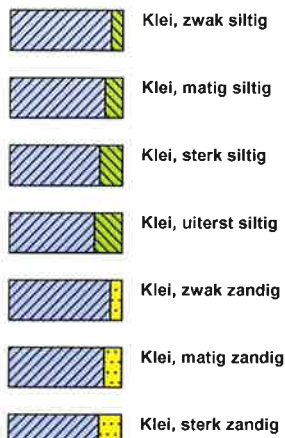 Klei, zwak siltig
Klei, matig siltig
Klei, sterk siltig
Klei, uiterst siltig
Klei, zwak zandig
Klei, matig zandig
Klei, sterk zandig